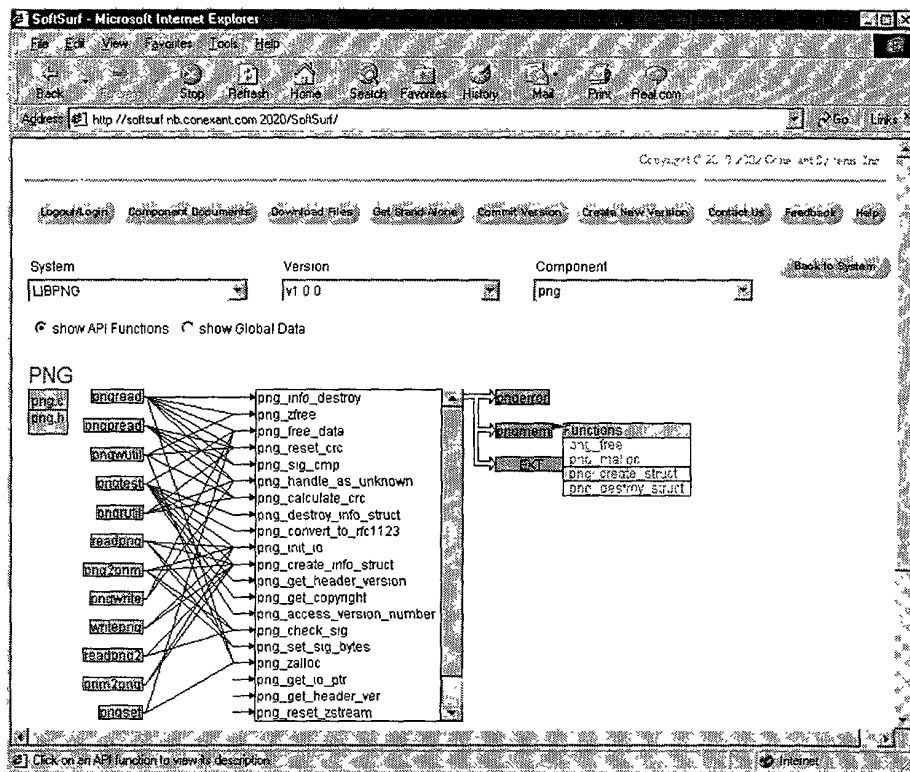 SoftSurf - Microsoft Internet Explorer
File Edit View Favorites Tools Help
Back Stop Refresh Home Search Favorites History Mail Print Real.com
Address http //softsurf nb.conexant.com 2020/SoftSurf/ Go Links
Logout/Login Component Documents Download Files Get Stand-Alone Commit Version Create New Version Contact Us Feedback Help
System Version Component Back to System
LIBPNG v1 0 0 png
show API Functions show Global Data
PNG
png.c
png.h
pngread
pngpread
pngwutil
pngtest
pngrutil
readpng
png2pnm
pngwrite
writepng
readpng2
pnm2png
pngset
png_info_destroy
png_zfree
png_free_data
png_reset_crc
png_sig_cmp
png_handle_as_unknown
png_calculate_crc
png_destroy_info_struct
png_convert_to_rfc1123
png_init_io
png_create_info_struct
png_get_header_version
png_get_copyright
png_access_version_number
png_check_sig
png_set_sig_bytes
png_zalloc
png_get_io_ptr
png_get_header_ver
png_reset_zstream
pngerror
pngmem
EXT
Functions
png_free
png_malloc
png_create_struct
png_destroy_struct
Click on an API function to view its description Internet